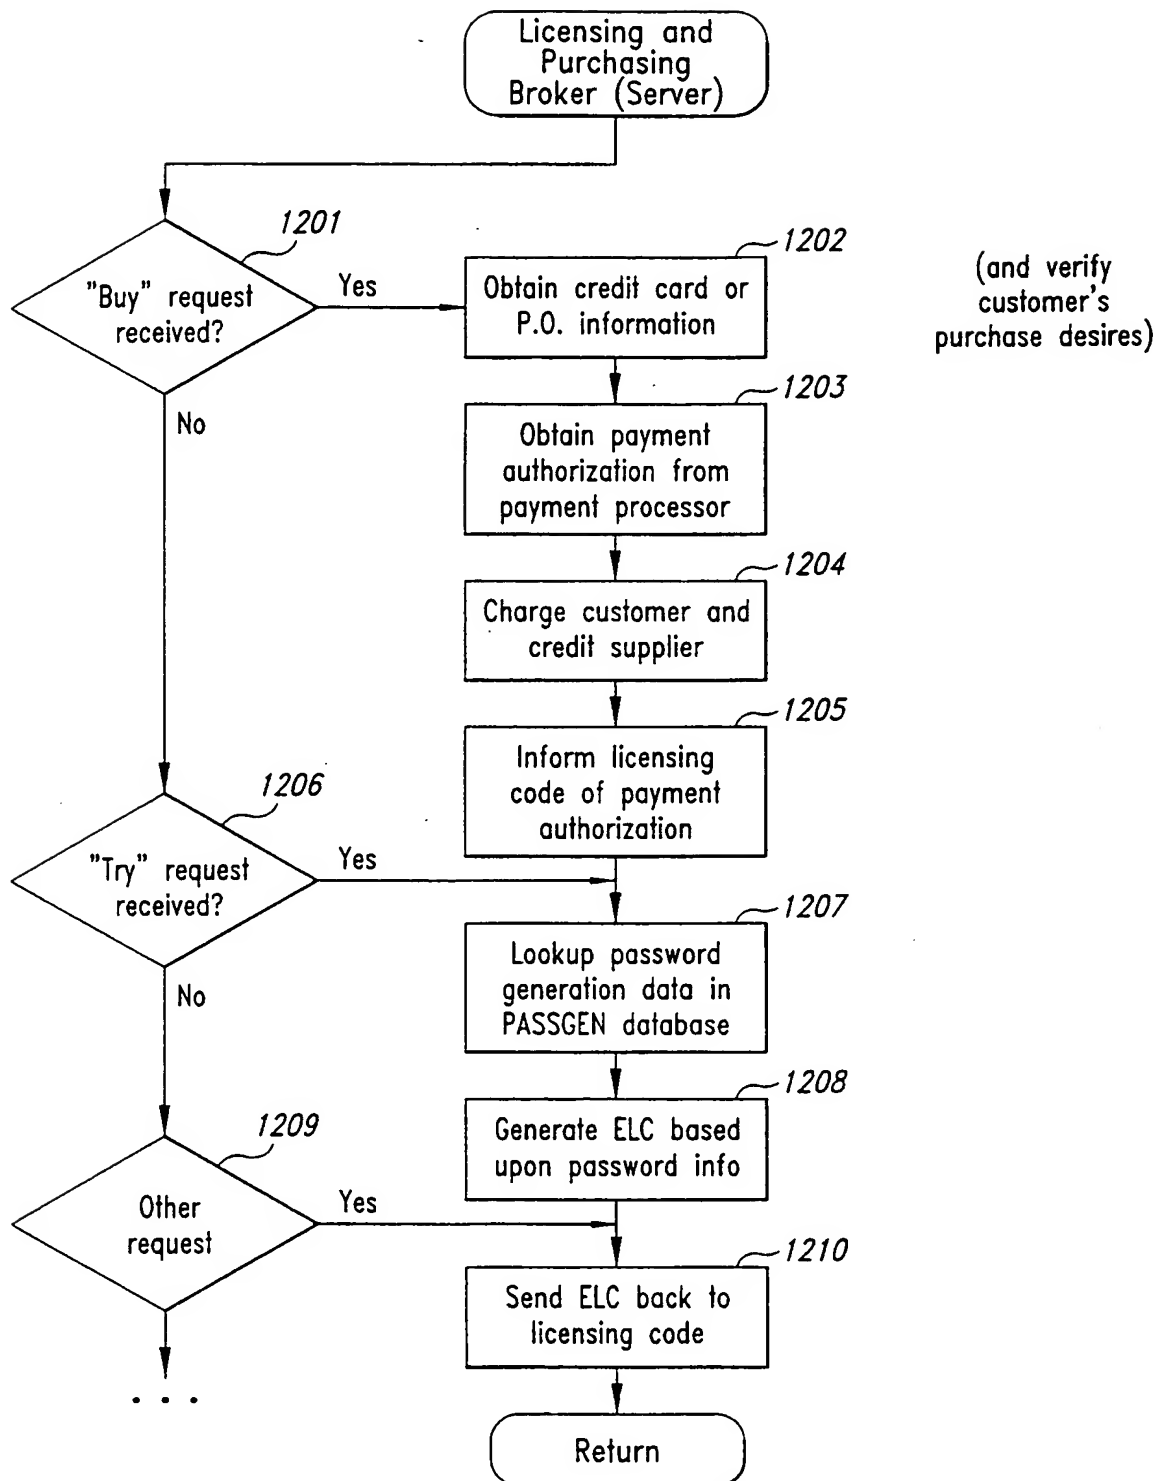 Licensing and
Purchasing
Broker (Server)
1201
"Buy" request
received?
Yes
No
1202
Obtain credit card or
P.O. information
(and verify
customer's
purchase desires)
1203
Obtain payment
authorization from
payment processor
1204
Charge customer and
credit supplier
1205
Inform licensing
code of payment
authorization
1206
"Try" request
received?
Yes
No
1207
Lookup password
generation data in
PASSGEN database
1208
Generate ELC based
upon password info
1209
Other
request
Yes
1210
Send ELC back to
licensing code
. . .
Return